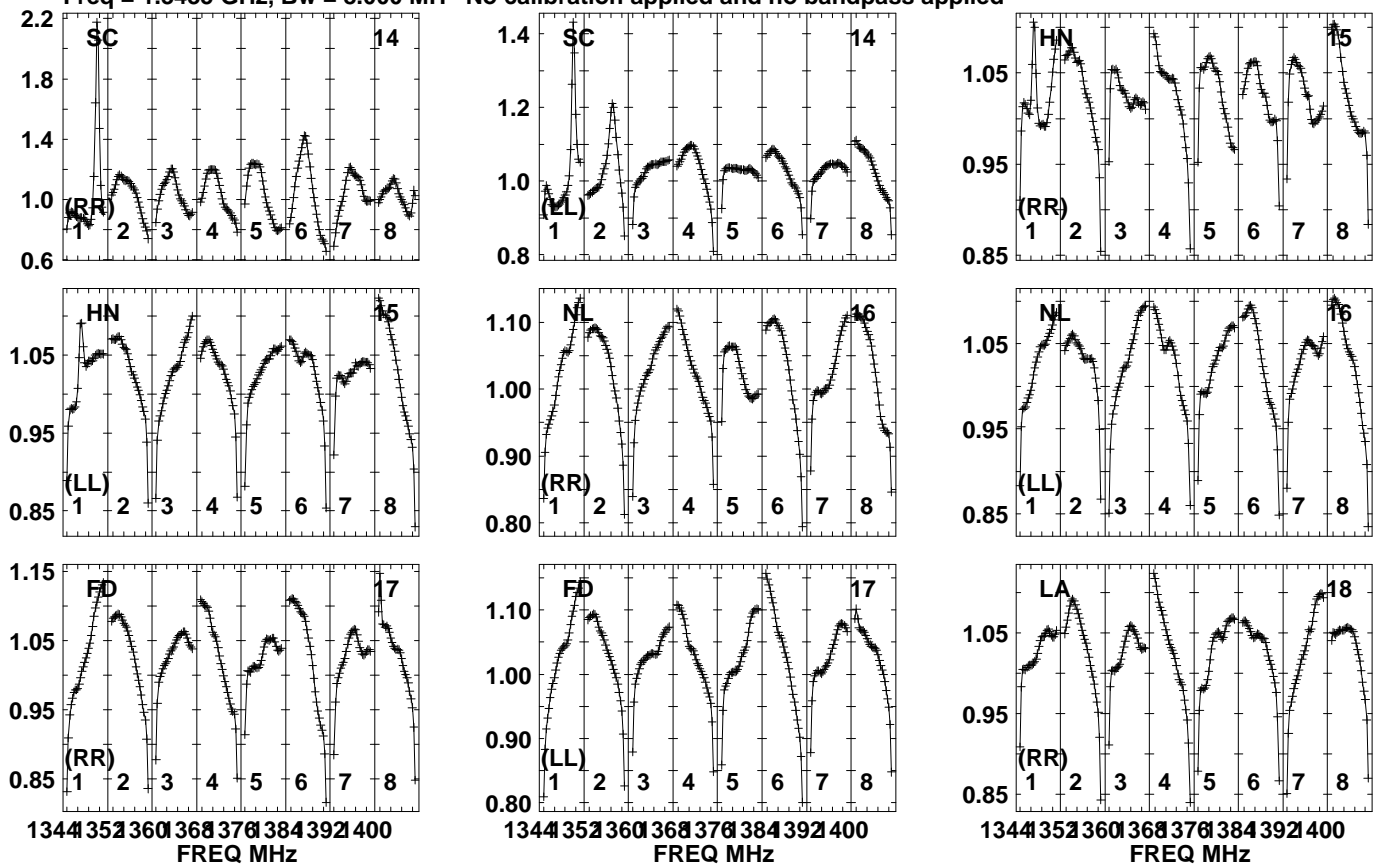 Freq = 1.3435 GHz, Bw = 8.000 MH No calibration applied and no bandpass applied
2.2 1.8 1.4 1.0 0.6
SC 14
(RR)
1 2 3 4 5 6 7 8
1.4 1.2 1.0 0.8
SC 14
(LL)
1 2 3 4 5 6 7 8
1.05 0.95 0.85
HN 15
(RR)
1 2 3 4 5 6 7 8
1.05 0.95 0.85
HN 15
(LL)
1 2 3 4 5 6 7 8
1.10 1.00 0.90 0.80
NL 16
(RR)
1 2 3 4 5 6 7 8
1.05 0.95 0.85
NL 16
(LL)
1 2 3 4 5 6 7 8
1.15 1.05 0.95 0.85
FD 17
(RR)
1 2 3 4 5 6 7 8
1344 1352 1360 1368 1376 1384 1392 1400
FREQ MHz
1.10 1.00 0.90 0.80
FD 17
(LL)
1 2 3 4 5 6 7 8
1344 1352 1360 1368 1376 1384 1392 1400
FREQ MHz
1.05 0.95 0.85
LA 18
(RR)
1 2 3 4 5 6 7 8
1344 1352 1360 1368 1376 1384 1392 1400
FREQ MHz